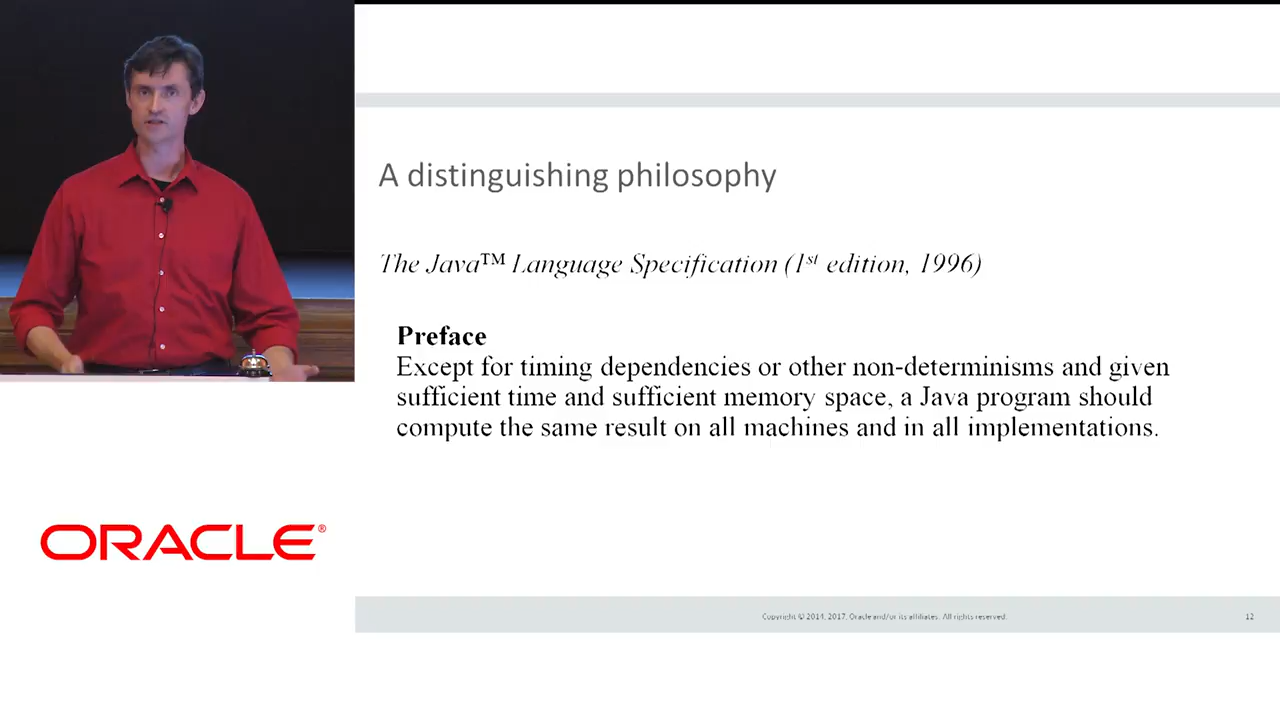 A distinguishing philosophy
The Java™ Language Specification (1st edition, 1996)
Preface
Except for timing dependencies or other non-determinisms and given
sufficient time and sufficient memory space, a Java program should
compute the same result on all machines and in all implementations.
ORACLE®
Copyright © 2014, 2017, Oracle and/or its affiliates. All rights reserved.
12